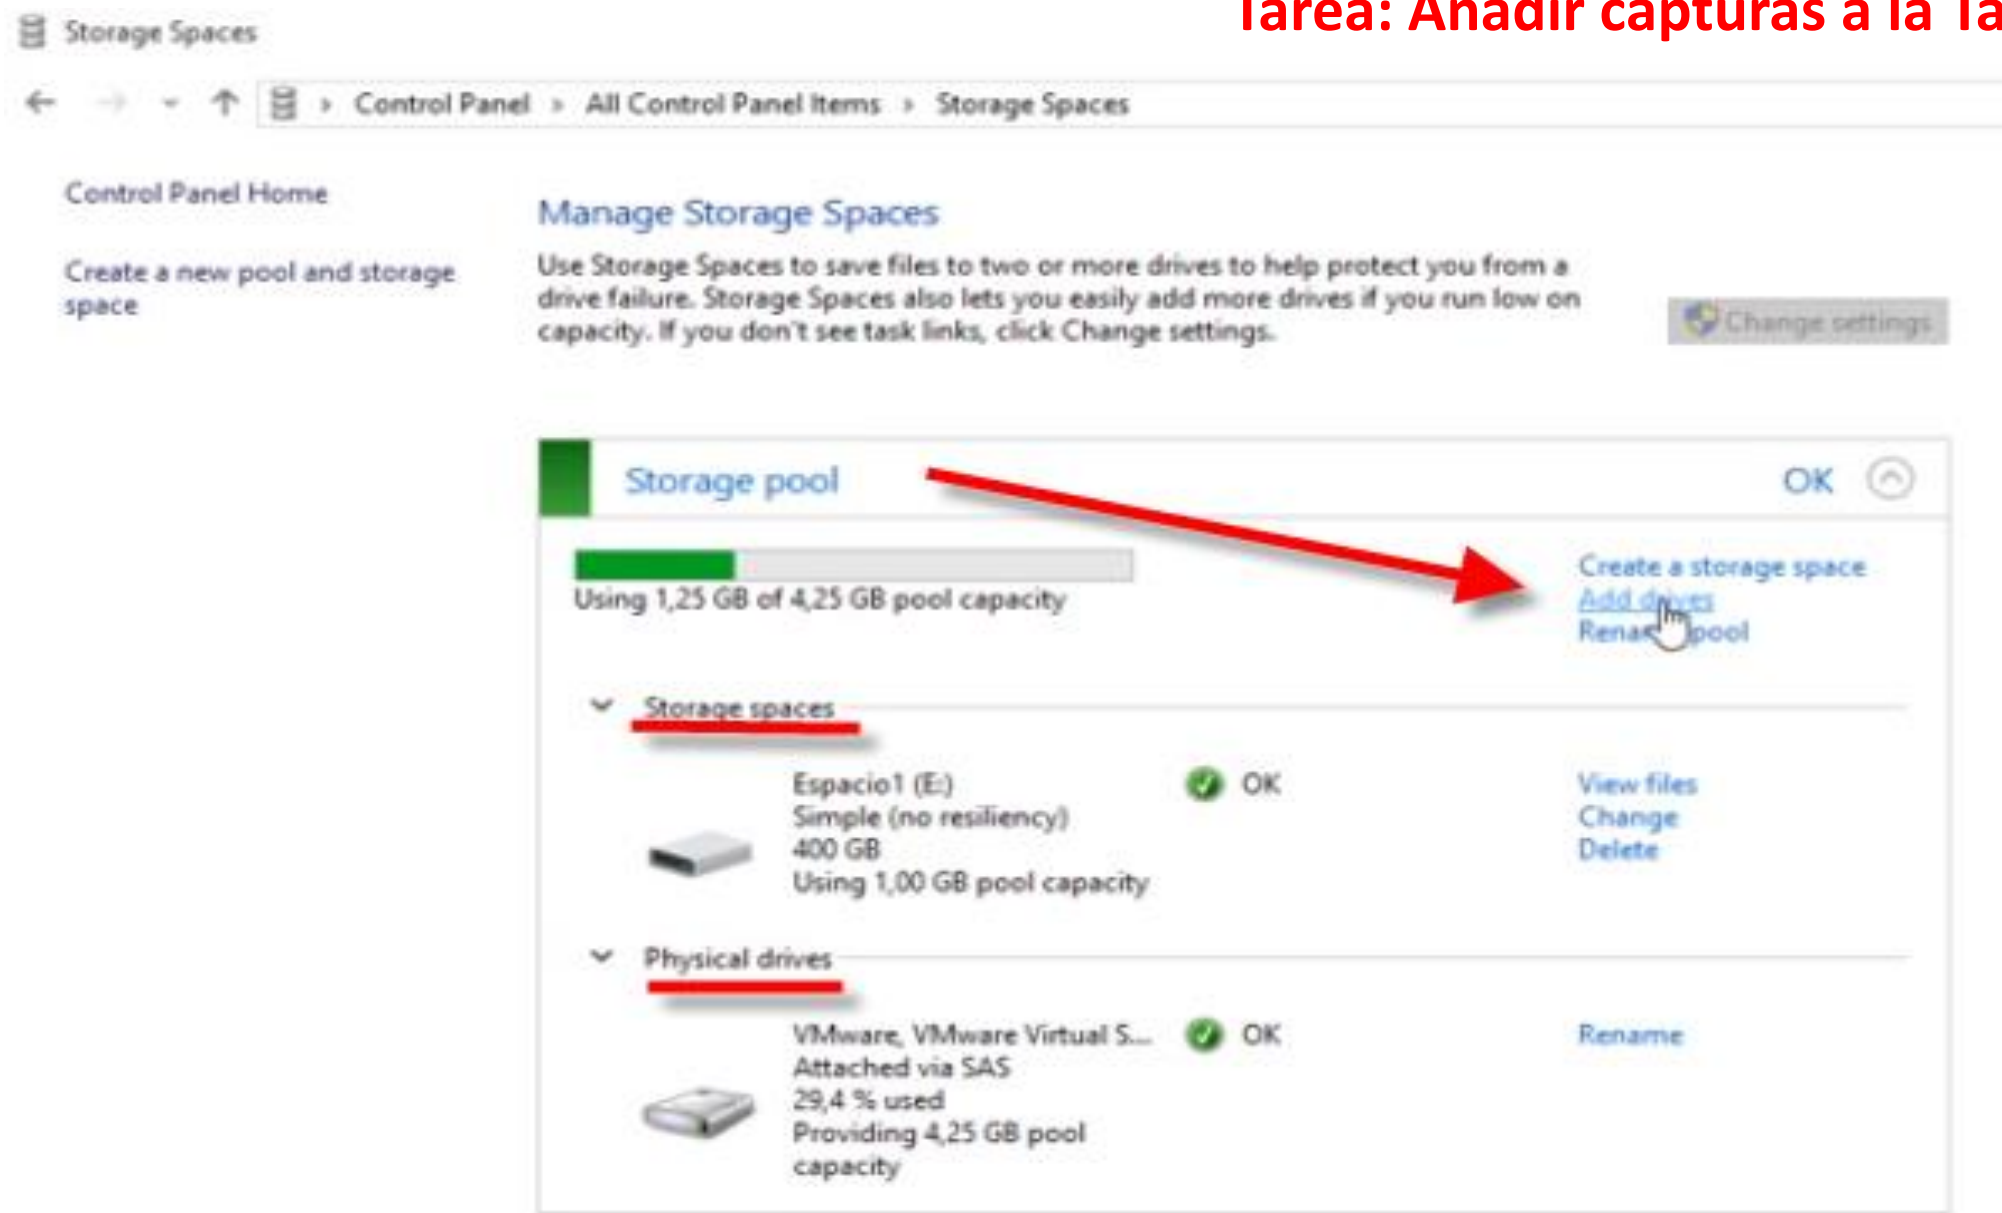 Tarea: Añadir capturas a la Ta
Storage Spaces
Control Panel > All Control Panel Items > Storage Spaces
Control Panel Home
Create a new pool and storage
space
Manage Storage Spaces
Use Storage Spaces to save files to two or more drives to help protect you from a
drive failure. Storage Spaces also lets you easily add more drives if you run low on
capacity. If you don't see task links, click Change settings.
Change settings
Storage pool
OK
Using 1,25 GB of 4,25 GB pool capacity
Create a storage space
Add drives
Rename pool
Storage spaces
Espacio1 (E:)
Simple (no resiliency)
400 GB
Using 1,00 GB pool capacity
OK
View files
Change
Delete
Physical drives
VMware, VMware Virtual S...
Attached via SAS
29,4 % used
Providing 4,25 GB pool
capacity
OK
Rename